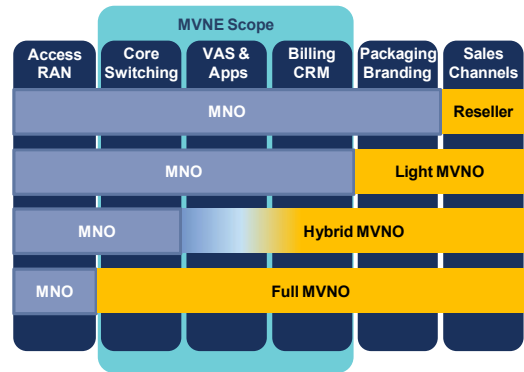 MVNE Scope
Access Core VAS & Billing Packaging Sales
RAN Switching Apps CRM Branding Channels
MNO Reseller
MNO Light MVNO
MNO Hybrid MVNO
MNO Full MVNO